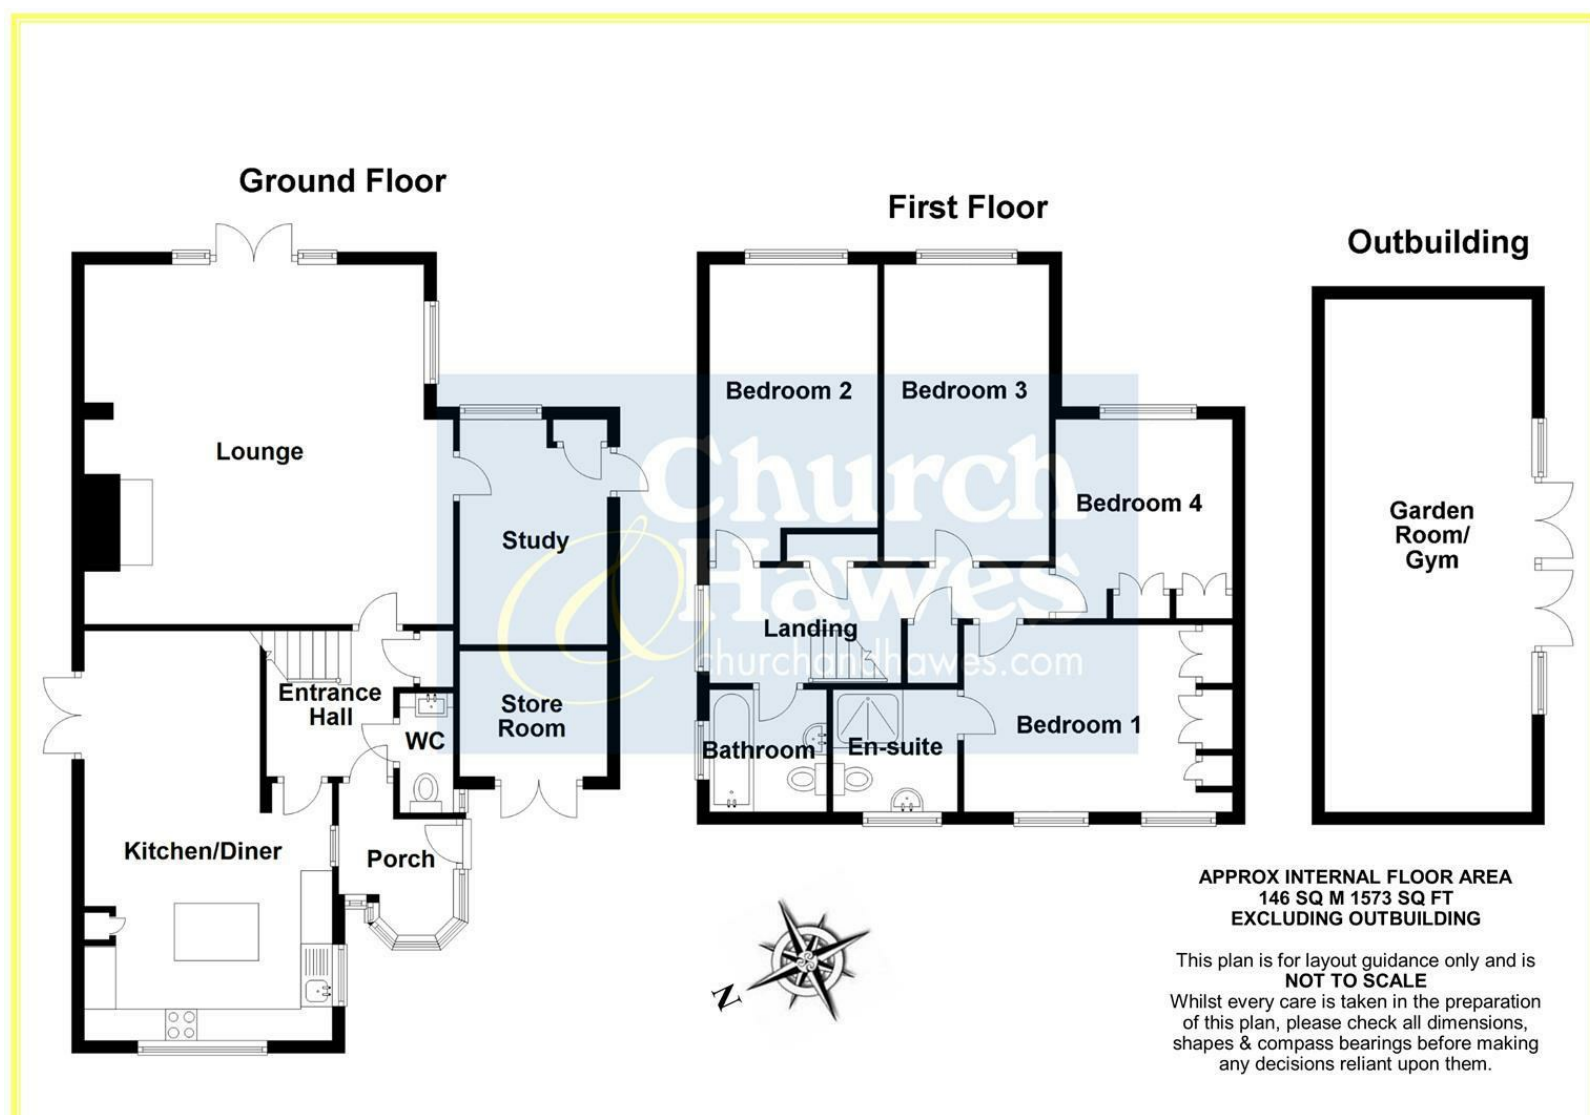 Ground Floor
First Floor
Outbuilding
Bedroom 2
Bedroom 3
Lounge
Church
& Hawes
churchandhawes.com
Bedroom 4
Garden
Room/
Gym
Study
Landing
Entrance
Hall
WC
Store
Room
Bathroom
En-suite
Bedroom 1
Kitchen/Diner
Porch
N
APPROX INTERNAL FLOOR AREA
146 SQ M 1573 SQ FT
EXCLUDING OUTBUILDING
This plan is for layout guidance only and is
NOT TO SCALE
Whilst every care is taken in the preparation
of this plan, please check all dimensions,
shapes & compass bearings before making
any decisions reliant upon them.